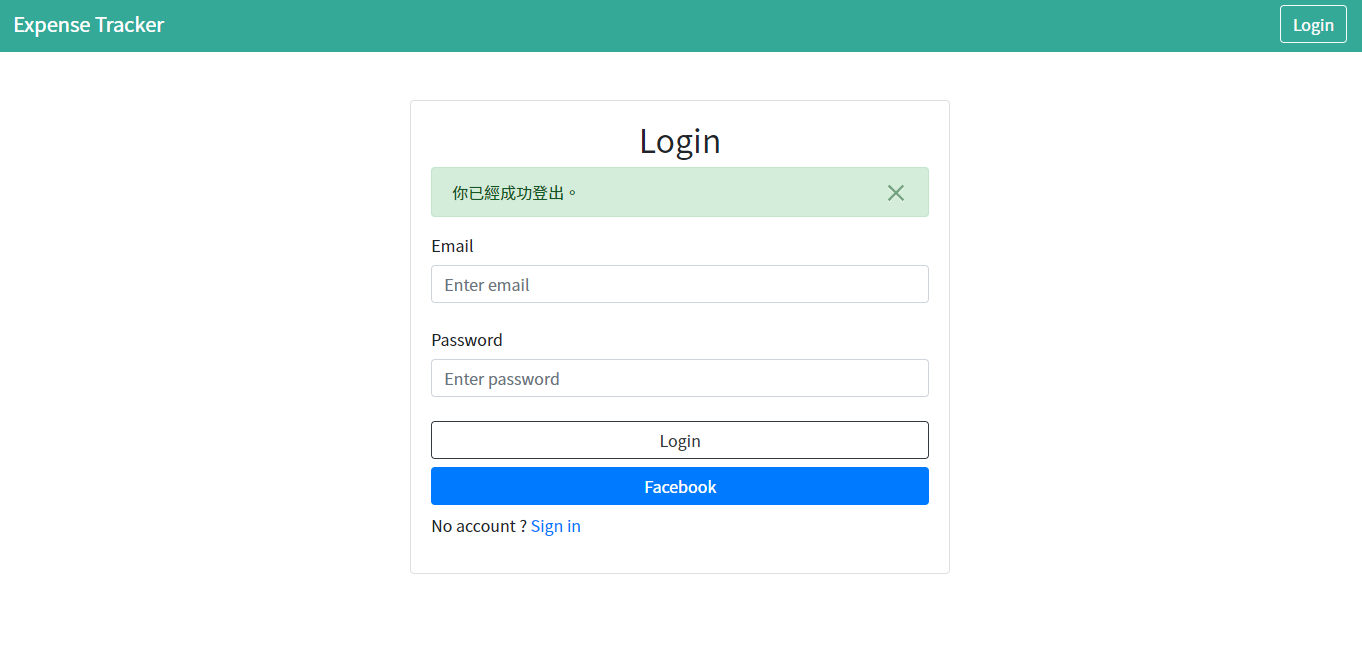 Expense Tracker
Login
Login
你已經成功登出。
Email
Enter email
Password
Enter password
Login
Facebook
No account ? Sign in